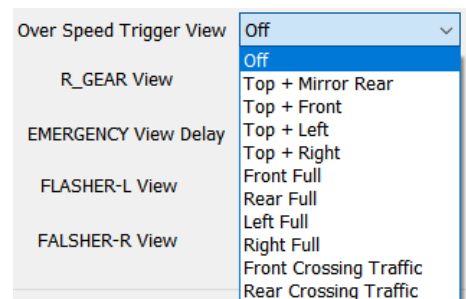 Over Speed Trigger View Off
Off
R_GEAR View Top + Mirror Rear
Top + Front
EMERGENCY View Delay Top + Left
Top + Right
FLASHER-L View Front Full
Rear Full
Left Full
FALSHER-R View Right Full
Front Crossing Traffic
Rear Crossing Traffic